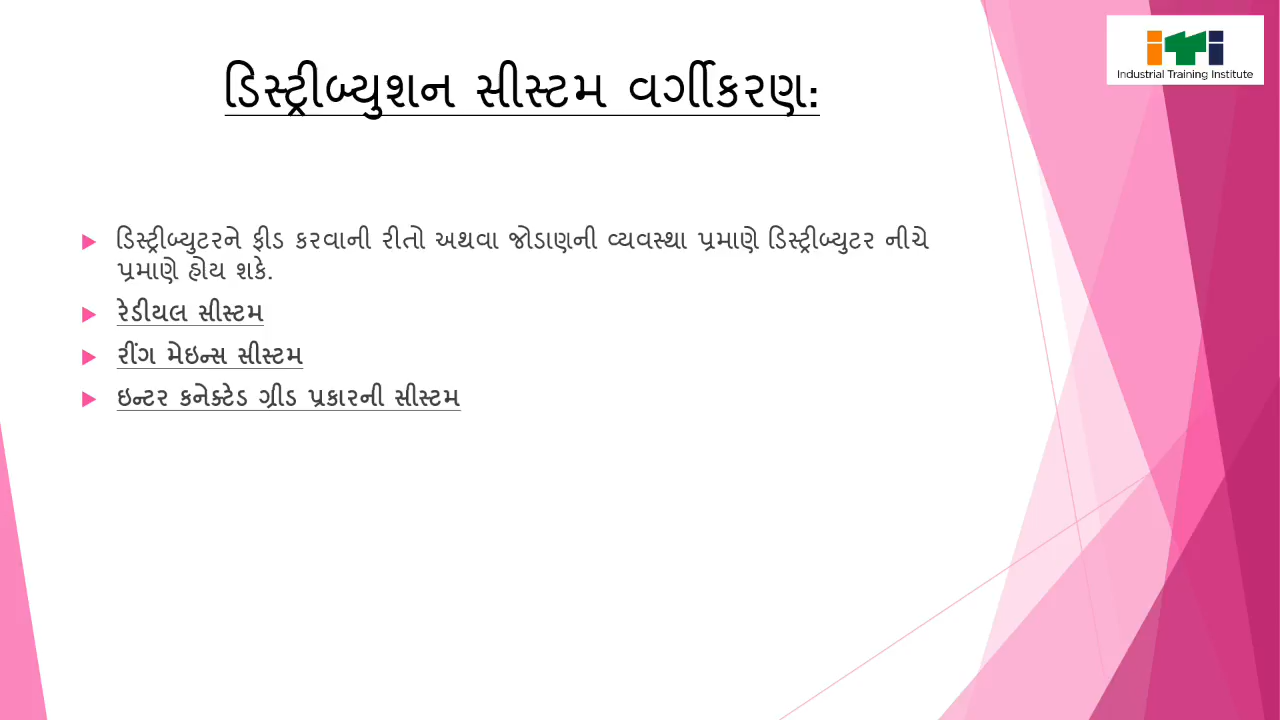 iTi
Industrial Training Institute
ડિસ્ટ્રીબ્યુશન સીસ્ટમ વર્ગીકરણ:
ડિસ્ટ્રીબ્યુટરને ફીડ કરવાની રીતો અથવા જોડાણની વ્યવસ્થા પ્રમાણે ડિસ્ટ્રીબ્યુટર નીચે
પ્રમાણે હોય શકે.
રેડીયલ સીસ્ટમ
રીંગ મેઇન્સ સીસ્ટમ
ઇન્ટર કનેક્ટેડ ગ્રીડ પ્રકારની સીસ્ટમ